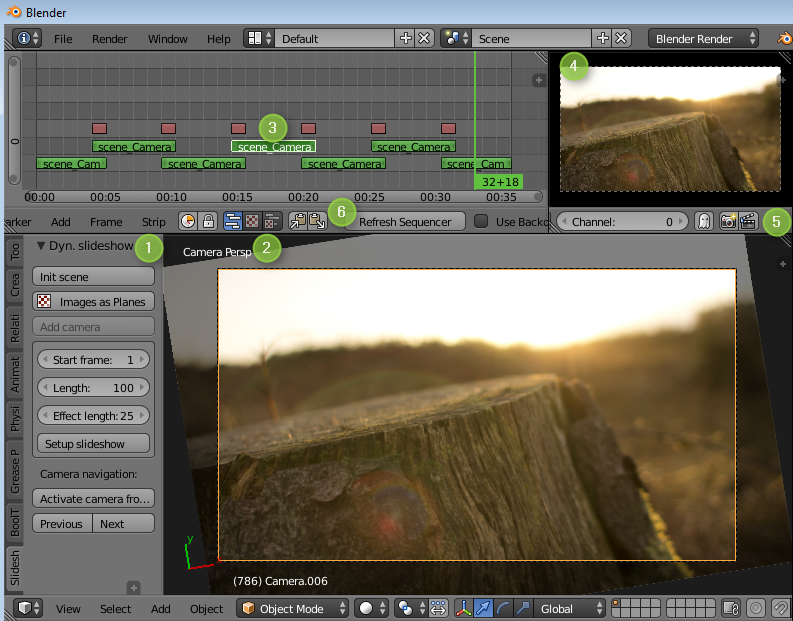 Blender
File Render Window Help Default Scene Blender Render
4
3
scene_Camera scene_Camera scene_Camera
scene_Cam scene_Camera scene_Camera scene_Cam
0
32+18
00:00 00:05 00:10 00:15 00:20 00:25 00:30 00:35
arker Add Frame Strip 6 Refresh Sequencer Use Backd Channel: 0 5
Dyn. slideshow 1
Camera Persp 2
Init scene
Images as Planes
Add camera
Start frame: 1
Length: 100
Effect length: 25
Setup slideshow
Camera navigation:
Activate camera fro...
Previous Next
Too
Crea
Relati
Animat
Physi
Grease P
BoolT
Slidesh
y
(786) Camera.006
View Select Add Object Object Mode Global